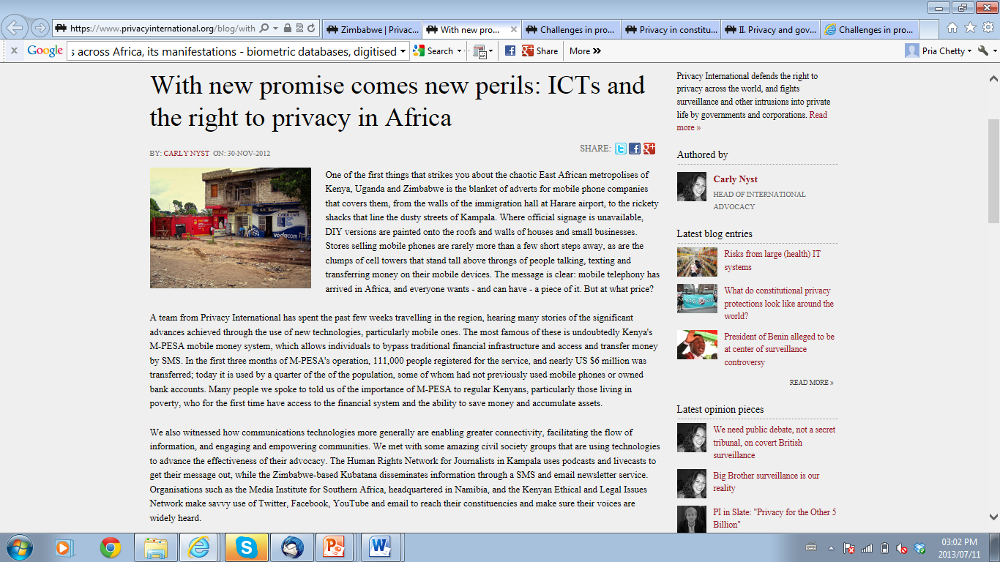 https://www.privacyinternational.org/blog/with
Zimbabwe | Privac...
With new pro...
Challenges in pro...
Privacy in constitu...
II. Privacy and gov...
Challenges in pro...
Google
s across Africa, its manifestations - biometric databases, digitised
Search
Share
More »
Pria Chetty
With new promise comes new perils: ICTs and
the right to privacy in Africa
BY: CARLY NYST ON: 30-NOV-2012
SHARE:
One of the first things that strikes you about the chaotic East African metropolises of
Kenya, Uganda and Zimbabwe is the blanket of adverts for mobile phone companies
that covers them, from the walls of the immigration hall at Harare airport, to the rickety
shacks that line the dusty streets of Kampala. Where official signage is unavailable,
DIY versions are painted onto the roofs and walls of houses and small businesses.
Stores selling mobile phones are rarely more than a few short steps away, as are the
clumps of cell towers that stand tall above throngs of people talking, texting and
transferring money on their mobile devices. The message is clear: mobile telephony has
arrived in Africa, and everyone wants - and can have - a piece of it. But at what price?
A team from Privacy International has spent the past few weeks travelling in the region, hearing many stories of the significant
advances achieved through the use of new technologies, particularly mobile ones. The most famous of these is undoubtedly Kenya's
M-PESA mobile money system, which allows individuals to bypass traditional financial infrastructure and access and transfer money
by SMS. In the first three months of M-PESA's operation, 111,000 people registered for the service, and nearly US $6 million was
transferred; today it is used by a quarter of the of the population, some of whom had not previously used mobile phones or owned
bank accounts. Many people we spoke to told us of the importance of M-PESA to regular Kenyans, particularly those living in
poverty, who for the first time have access to the financial system and the ability to save money and accumulate assets.
We also witnessed how communications technologies more generally are enabling greater connectivity, facilitating the flow of
information, and engaging and empowering communities. We met with some amazing civil society groups that are using technologies
to advance the effectiveness of their advocacy. The Human Rights Network for Journalists in Kampala uses podcasts and livecasts to
get their message out, while the Zimbabwe-based Kubatana disseminates information through a SMS and email newsletter service.
Organisations such as the Media Institute for Southern Africa, headquartered in Namibia, and the Kenyan Ethical and Legal Issues
Network make savvy use of Twitter, Facebook, YouTube and email to reach their constituencies and make sure their voices are
widely heard.
Privacy International defends the right to
privacy across the world, and fights
surveillance and other intrusions into private
life by governments and corporations. Read
more »
Authored by
Carly Nyst
HEAD OF INTERNATIONAL
ADVOCACY
Latest blog entries
Risks from large (health) IT
systems
What do constitutional privacy
protections look like around the
world?
President of Benin alleged to be
at center of surveillance
controversy
READ MORE »
Latest opinion pieces
We need public debate, not a secret
tribunal, on covert British
surveillance
Big Brother surveillance is our
reality
PI in Slate: "Privacy for the Other 5
Billion"
vodacom
03:02 PM
2013/07/11